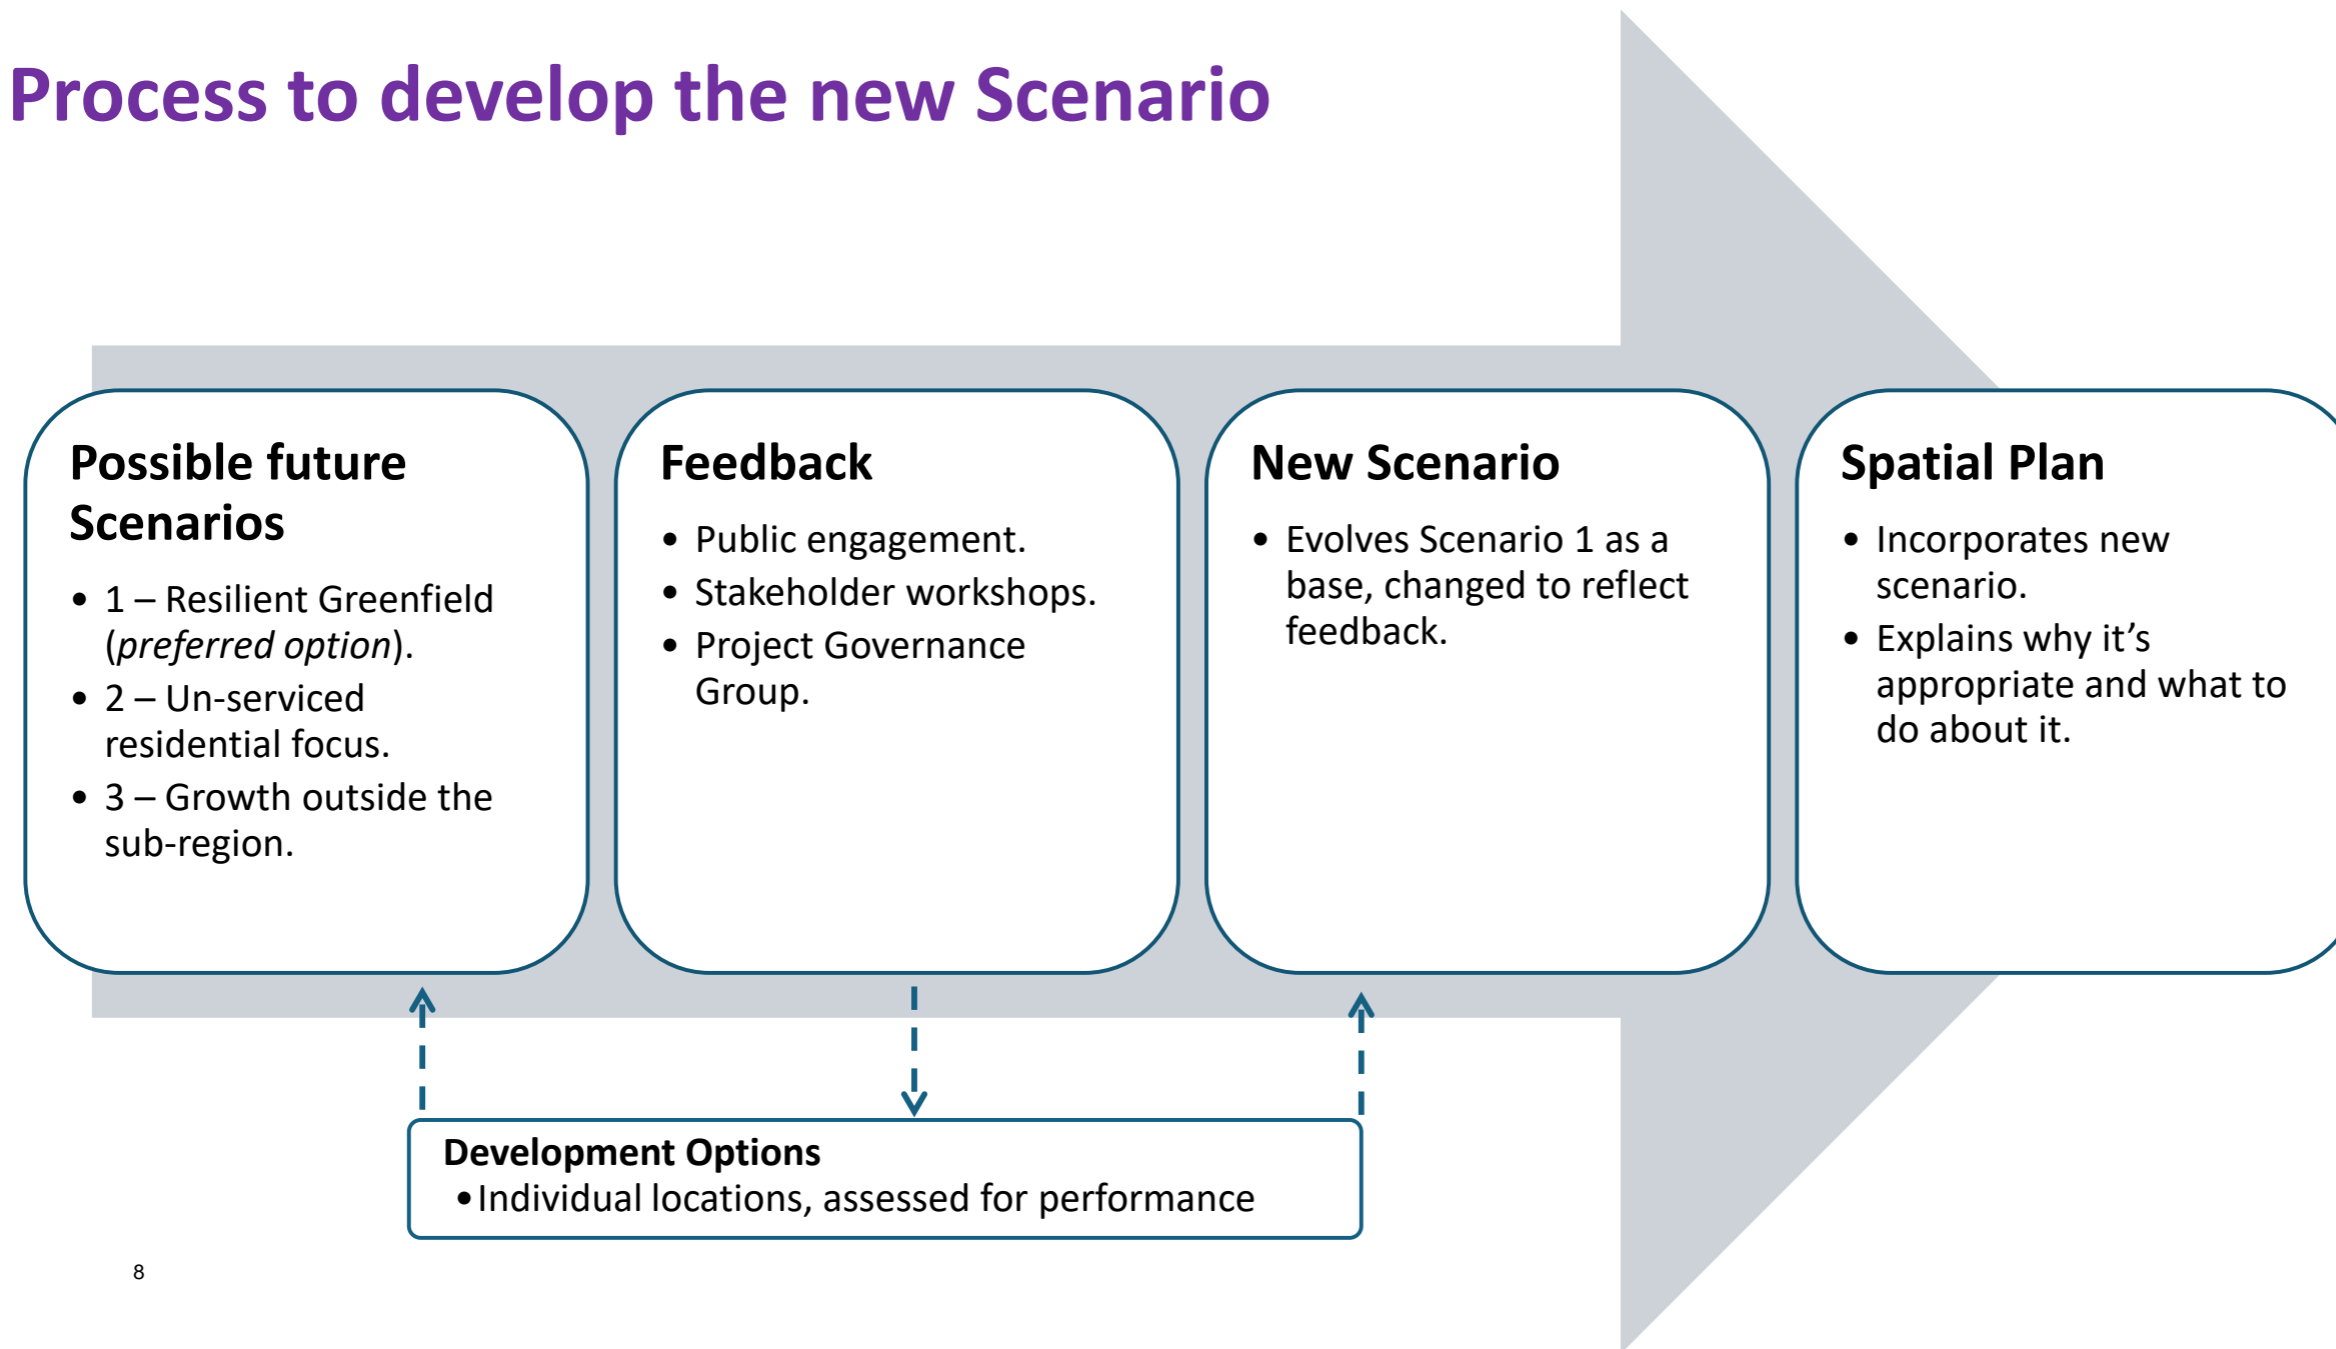 Process to develop the new Scenario
Possible future
Scenarios
• 1 – Resilient Greenfield
(preferred option).
• 2 – Un-serviced
residential focus.
• 3 – Growth outside the
sub-region.
Feedback
• Public engagement.
• Stakeholder workshops.
• Project Governance
Group.
New Scenario
• Evolves Scenario 1 as a
base, changed to reflect
feedback.
Spatial Plan
• Incorporates new
scenario.
• Explains why it’s
appropriate and what to
do about it.
Development Options
•Individual locations, assessed for performance
8